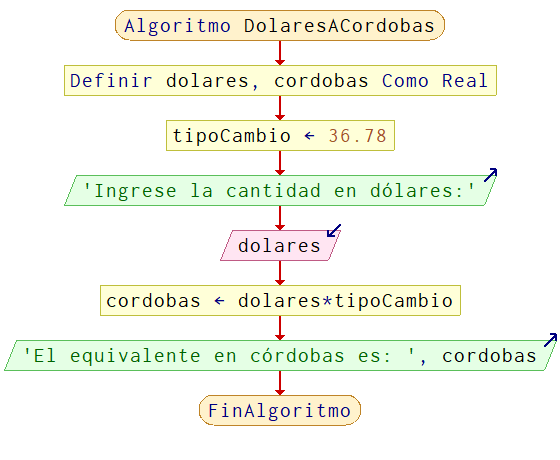 Algoritmo DolaresACordobas
Definir dolares, cordobas Como Real
tipoCambio ← 36.78
'Ingrese la cantidad en dólares:'
dolares
cordobas ← dolares*tipoCambio
'El equivalente en córdobas es: ', cordobas
FinAlgoritmo